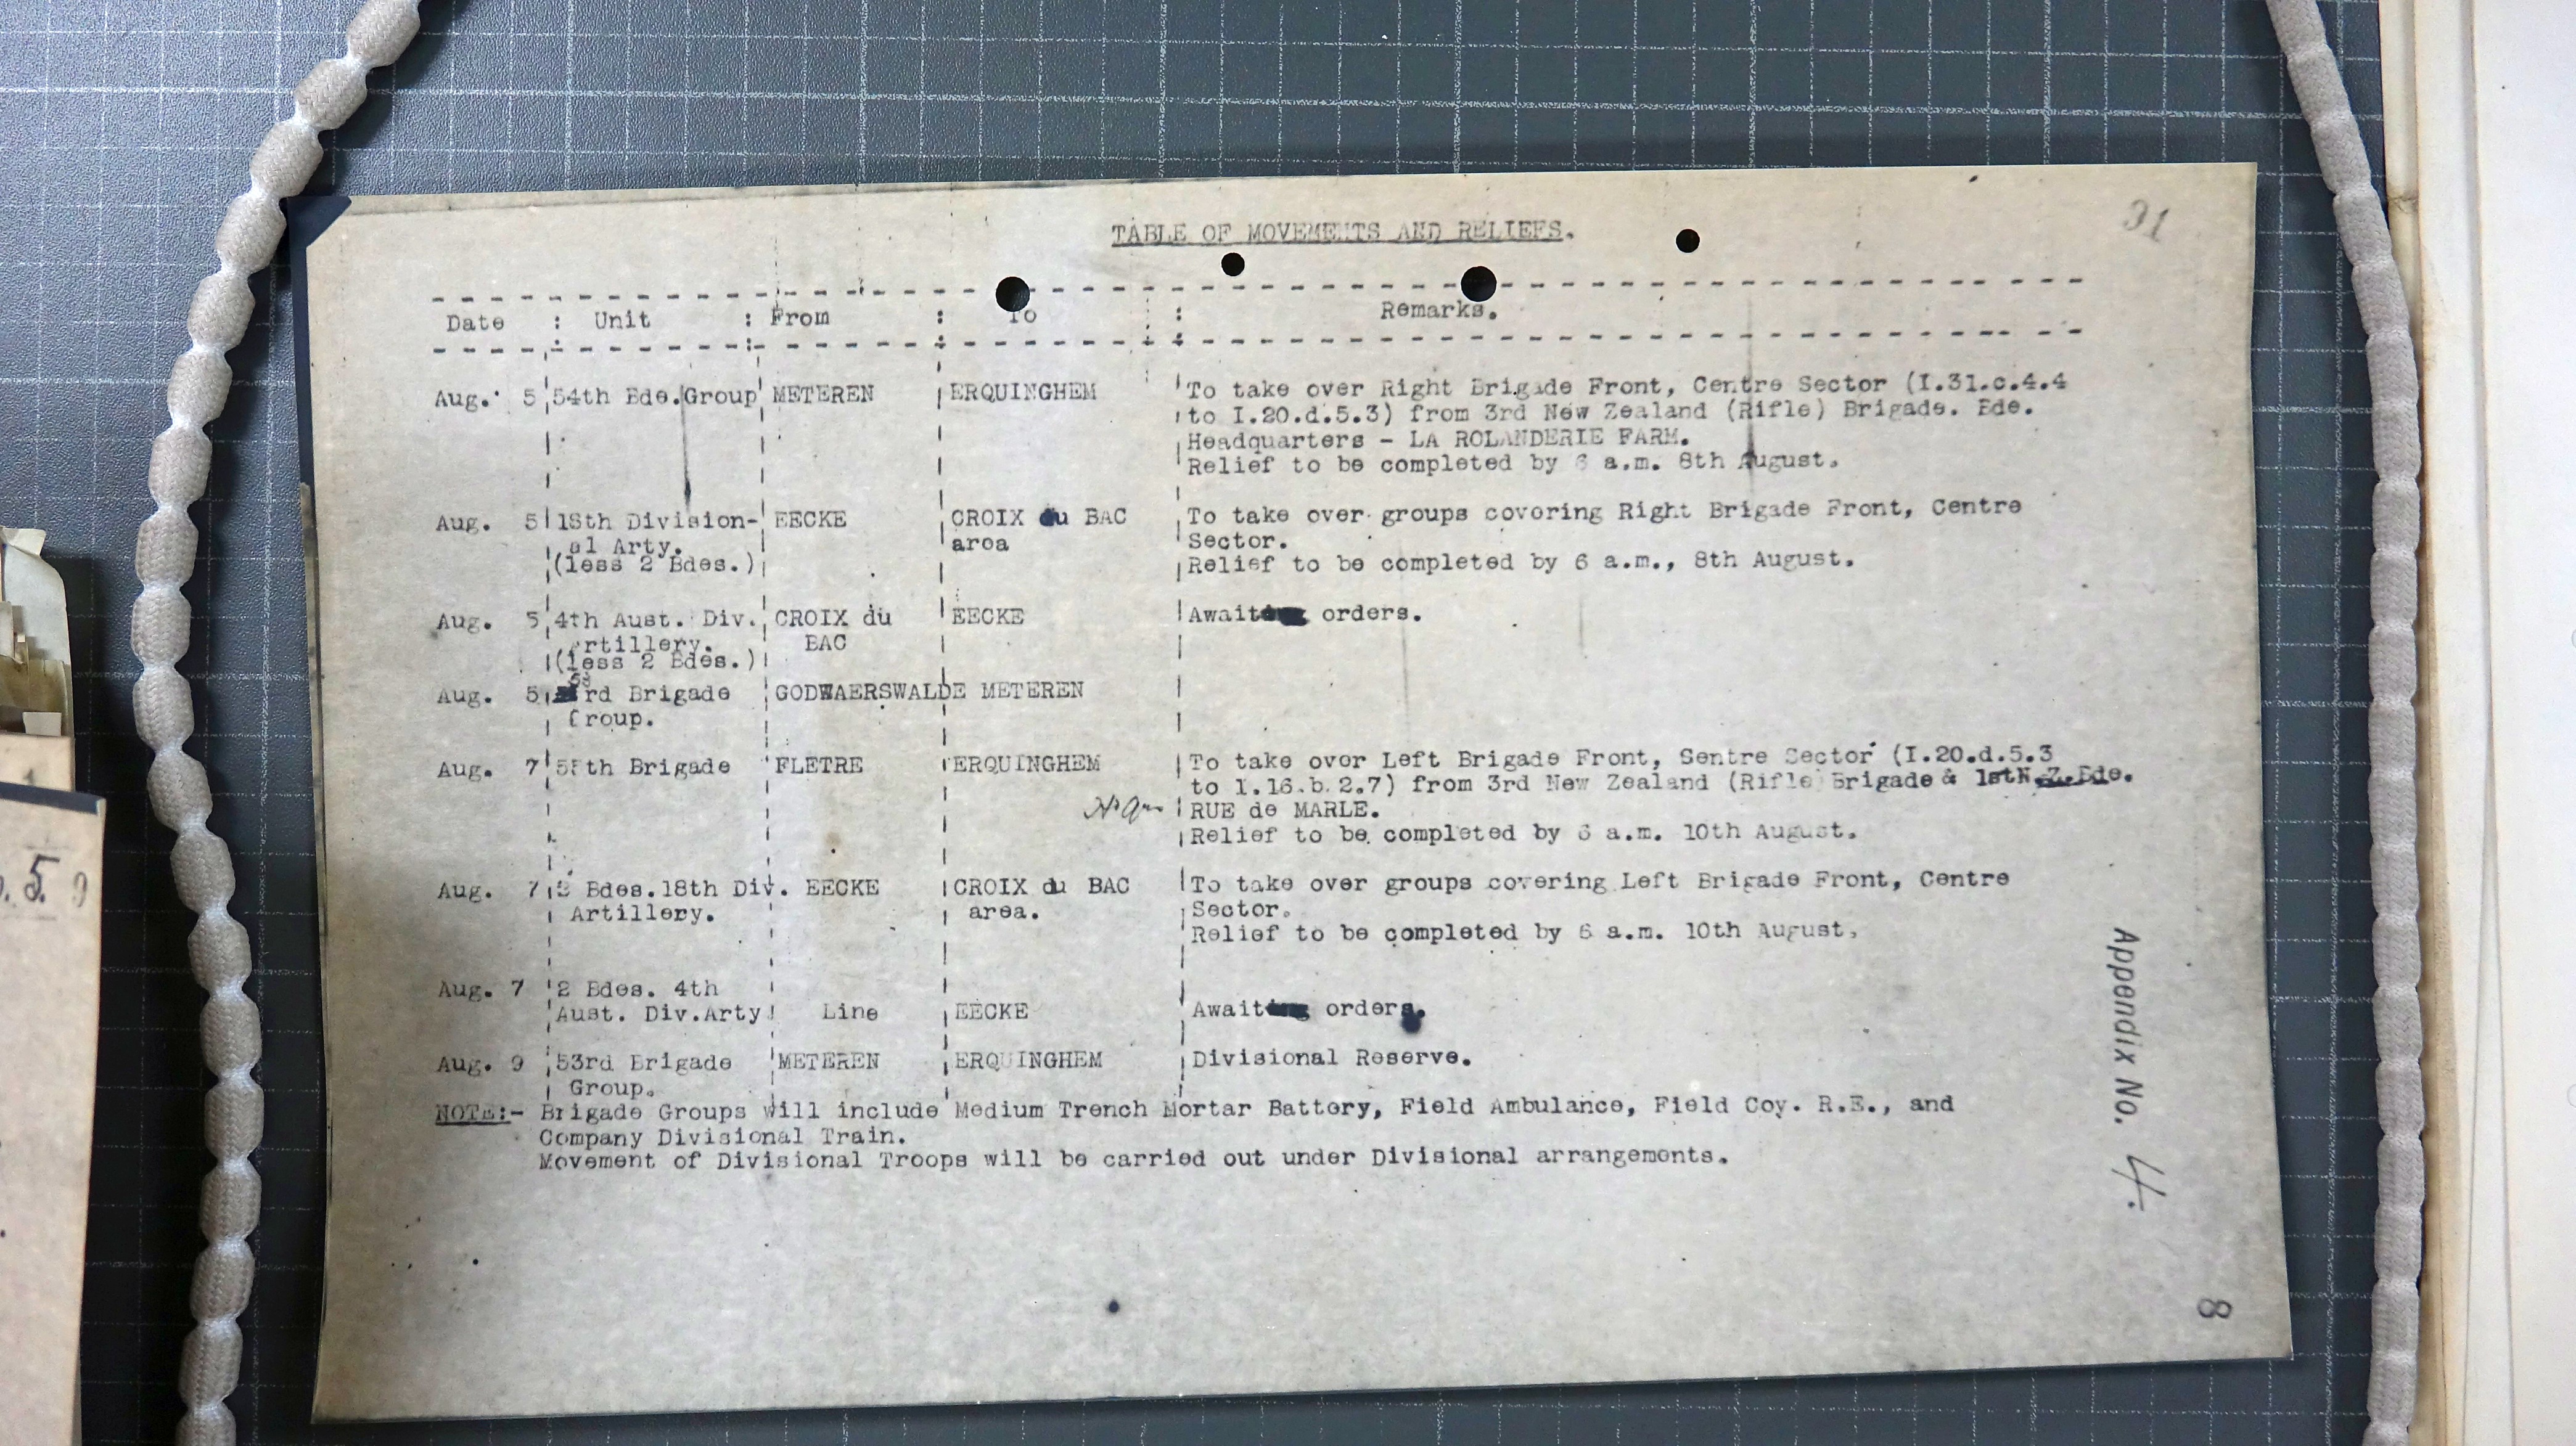 TABLE OF MOVEMENTS AND RELIEFS.
91
Date : Unit : From : To : Remarks.
Aug. 5 54th Bde.Group METEREN ERQUINGHEM To take over Right Brigade Front, Centre Sector (I.31.c.4.4
to I.20.d.5.3) from 3rd New Zealand (Rifle) Brigade. Bde.
Headquarters - LA ROLANDERIE FARM.
Relief to be completed by 6 a.m. 8th August.
Aug. 5 18th Division- EECKE CROIX du BAC To take over groups covering Right Brigade Front, Centre
al Arty. area Sector.
(less 2 Bdes.) Relief to be completed by 6 a.m., 8th August.
Aug. 5 4th Aust. Div. CROIX du EECKE Await orders.
Artillery. BAC
(less 2 Bdes.)
Aug. 5 53rd Brigade GODWAERSWALDE METEREN
Group.
Aug. 7 55th Brigade FLETRE ERQUINGHEM To take over Left Brigade Front, Sentre Sector (I.20.d.5.3
to I.16.b.2.7) from 3rd New Zealand (Rifle) Brigade & 1st N.Z.Bde.
Hd Qrs RUE de MARLE.
Relief to be completed by 6 a.m. 10th August.
Aug. 7 2 Bdes.18th Div. EECKE CROIX du BAC To take over groups covering Left Brigade Front, Centre
Artillery. area. Sector.
Relief to be completed by 6 a.m. 10th August.
Aug. 7 2 Bdes. 4th
Aust. Div.Arty Line EECKE Await orders.
Aug. 9 53rd Brigade METEREN ERQUINGHEM Divisional Reserve.
Group.
NOTE:- Brigade Groups will include Medium Trench Mortar Battery, Field Ambulance, Field Coy. R.E., and
Company Divisional Train.
Movement of Divisional Troops will be carried out under Divisional arrangements.
Appendix No. 4.
8